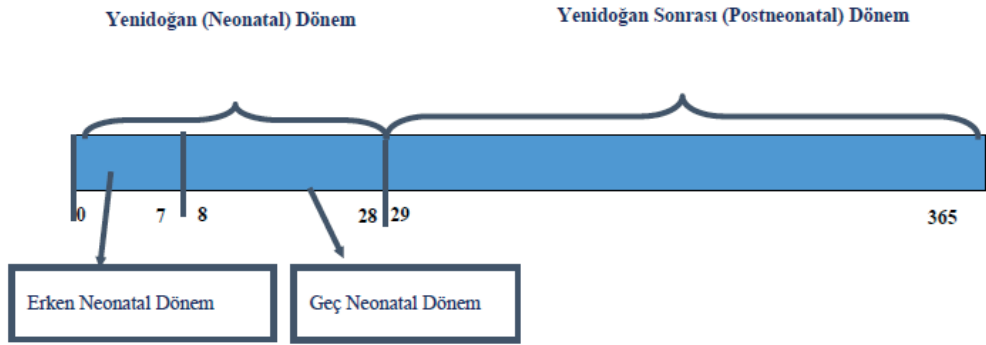 Yenidoğan (Neonatal) Dönem
Yenidoğan Sonrası (Postneonatal) Dönem
0 7 8 28 29 365
Erken Neonatal Dönem
Geç Neonatal Dönem